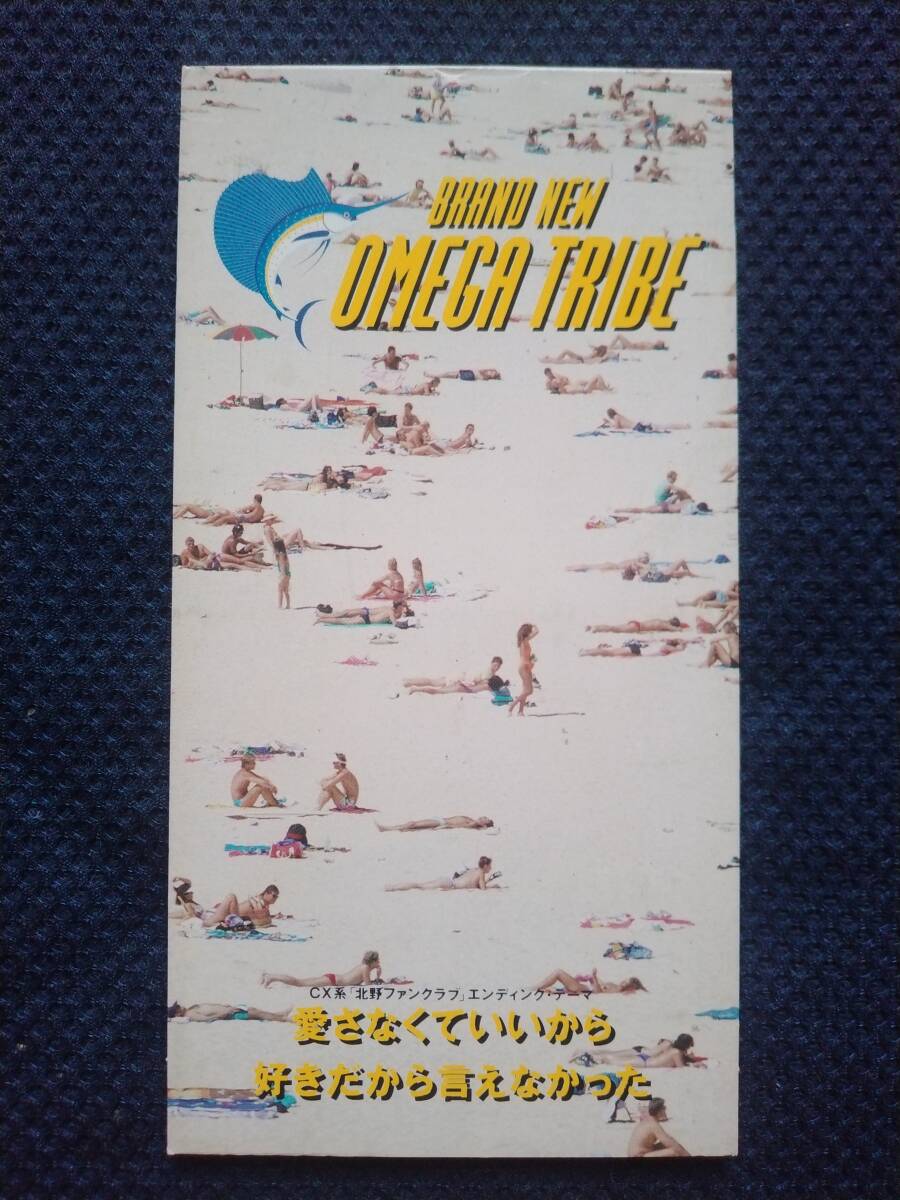 BRAND NEW
OMEGA TRIBE
CX系「北野ファンクラブ」エンディング・テーマ
愛さなくていいから
好きだから言えなかった